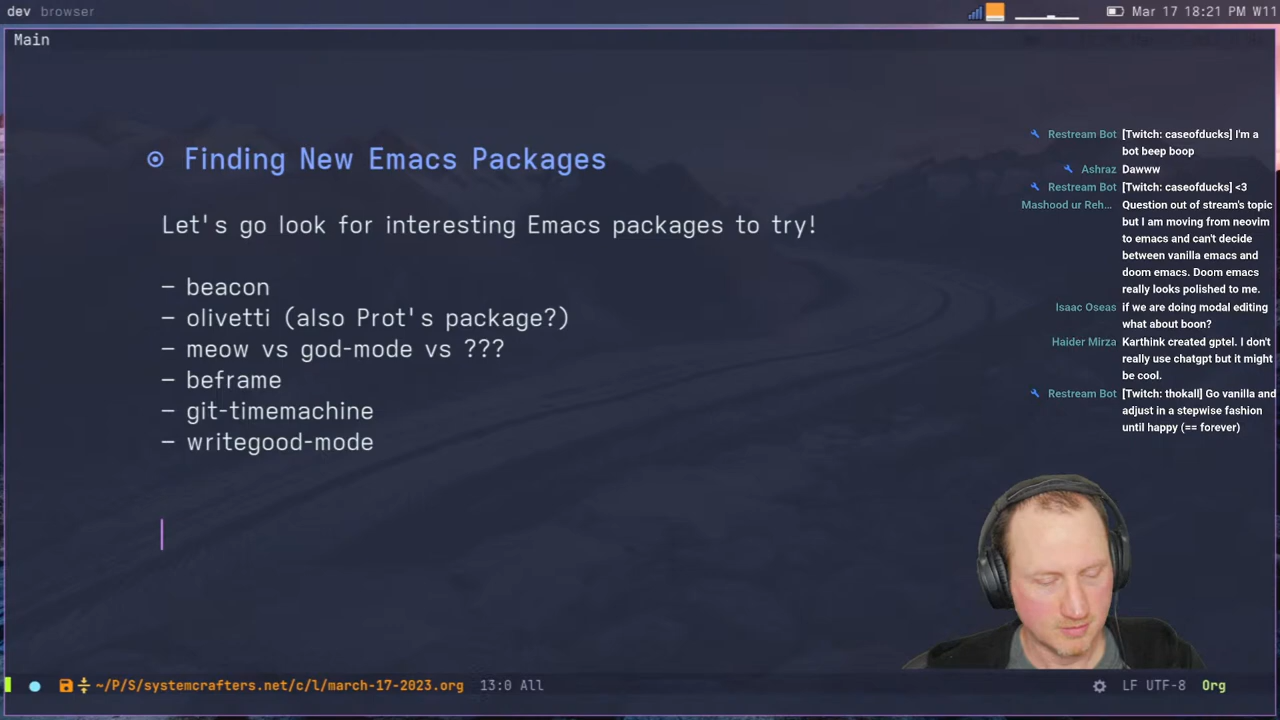 dev browser
Mar 17 18:21 PM W11
Main
Finding New Emacs Packages
Let's go look for interesting Emacs packages to try!
– beacon
– olivetti (also Prot's package?)
– meow vs god-mode vs ???
– beframe
– git-timemachine
– writegood-mode
Restream Bot [Twitch: caseofducks] I'm a
bot beep boop
Ashraz Dawww
Restream Bot [Twitch: caseofducks] <3
Mashood ur Reh... Question out of stream's topic
but I am moving from neovim
to emacs and can't decide
between vanilla emacs and
doom emacs. Doom emacs
really looks polished to me.
Isaac Oseas if we are doing modal editing
what about boon?
Haider Mirza Karthink created gptel. I don't
really use chatgpt but it might
be cool.
Restream Bot [Twitch: thokall] Go vanilla and
adjust in a stepwise fashion
until happy (== forever)
~/P/S/systemcrafters.net/c/l/march-17-2023.org 13:0 All
LF UTF-8 Org